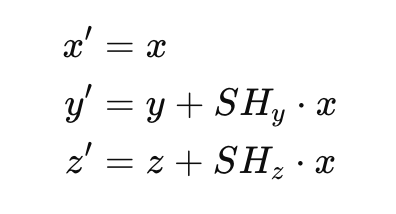 x′ = x
y′ = y + SH_y · x
z′ = z + SH_z · x